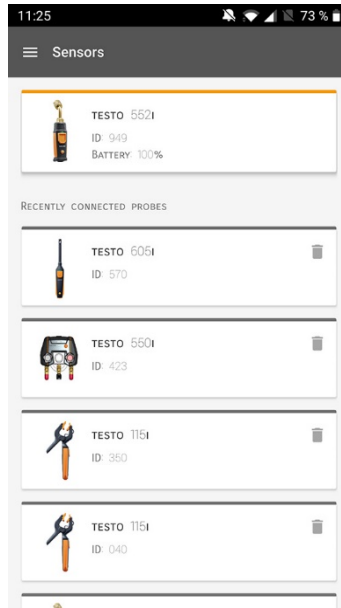 11:25 73 %
Sensors
TESTO 552I
ID: 949
BATTERY: 100%
RECENTLY CONNECTED PROBES
TESTO 605I
ID: 570
TESTO 550I
ID: 423
TESTO 115I
ID: 350
TESTO 115I
ID: 040